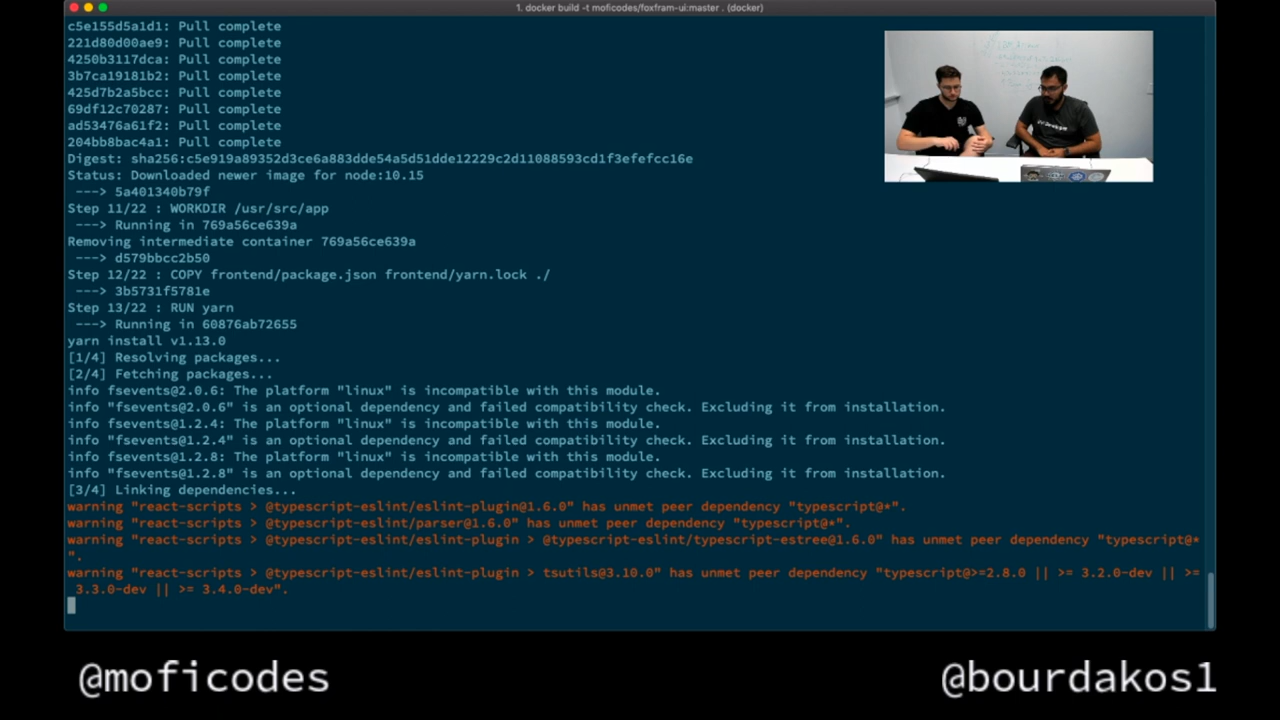 1. docker build -t moficodes/foxfram-ui:master . (docker)
c5e155d5a1d1: Pull complete
221d80d00ae9: Pull complete
4250b3117dca: Pull complete
3b7ca19181b2: Pull complete
425d7b2a5bcc: Pull complete
69df12c70287: Pull complete
ad53476a61f2: Pull complete
204bb8bac4a1: Pull complete
Digest: sha256:c5e919a89352d3ce6a883dde54a5d51dde12229c2d11088593cd1f3efefcc16e
Status: Downloaded newer image for node:10.15
---> 5a401340b79f
Step 11/22 : WORKDIR /usr/src/app
---> Running in 769a56ce639a
Removing intermediate container 769a56ce639a
---> d579bbcc2b50
Step 12/22 : COPY frontend/package.json frontend/yarn.lock ./
---> 3b5731f5781e
Step 13/22 : RUN yarn
---> Running in 60876ab72655
yarn install v1.13.0
[1/4] Resolving packages...
[2/4] Fetching packages...
info fsevents@2.0.6: The platform "linux" is incompatible with this module.
info "fsevents@2.0.6" is an optional dependency and failed compatibility check. Excluding it from installation.
info fsevents@1.2.4: The platform "linux" is incompatible with this module.
info "fsevents@1.2.4" is an optional dependency and failed compatibility check. Excluding it from installation.
info fsevents@1.2.8: The platform "linux" is incompatible with this module.
info "fsevents@1.2.8" is an optional dependency and failed compatibility check. Excluding it from installation.
[3/4] Linking dependencies...
warning "react-scripts > @typescript-eslint/eslint-plugin@1.6.0" has unmet peer dependency "typescript@*".
warning "react-scripts > @typescript-eslint/parser@1.6.0" has unmet peer dependency "typescript@*".
warning "react-scripts > @typescript-eslint/eslint-plugin > @typescript-eslint/typescript-estree@1.6.0" has unmet peer dependency "typescript@*
".
warning "react-scripts > @typescript-eslint/eslint-plugin > tsutils@3.10.0" has unmet peer dependency "typescript@>=2.8.0 || >= 3.2.0-dev || >=
3.3.0-dev || >= 3.4.0-dev".
@moficodes
@bourdakos1